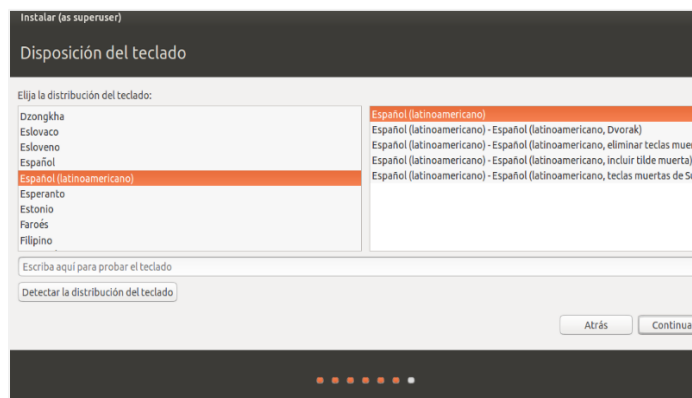 Instalar (as superuser)
Disposición del teclado
Elija la distribución del teclado:
Dzongkha
Eslovaco
Esloveno
Español
Español (latinoamericano)
Esperanto
Estonio
Faroés
Filipino
Español (latinoamericano)
Español (latinoamericano) - Español (latinoamericano, Dvorak)
Español (latinoamericano) - Español (latinoamericano, eliminar teclas muer
Español (latinoamericano) - Español (latinoamericano, incluir tilde muerta)
Español (latinoamericano) - Español (latinoamericano, teclas muertas de S
Escriba aquí para probar el teclado
Detectar la distribución del teclado
Atrás
Continua